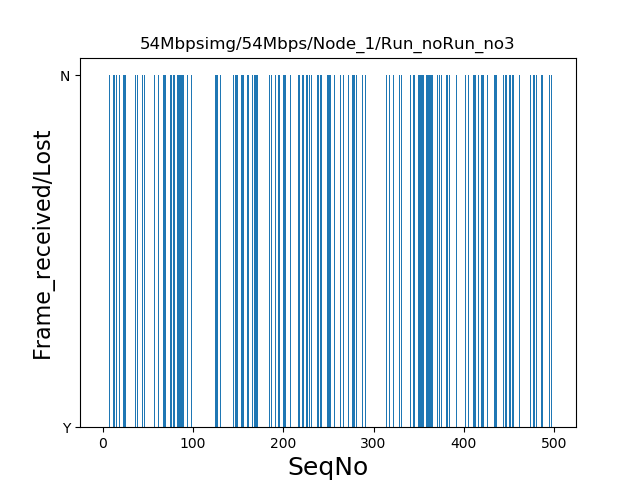 54Mbpsimg/54Mbps/Node_1/Run_noRun_no3
N
Frame_received/Lost
Y
0 100 200 300 400 500
SeqNo